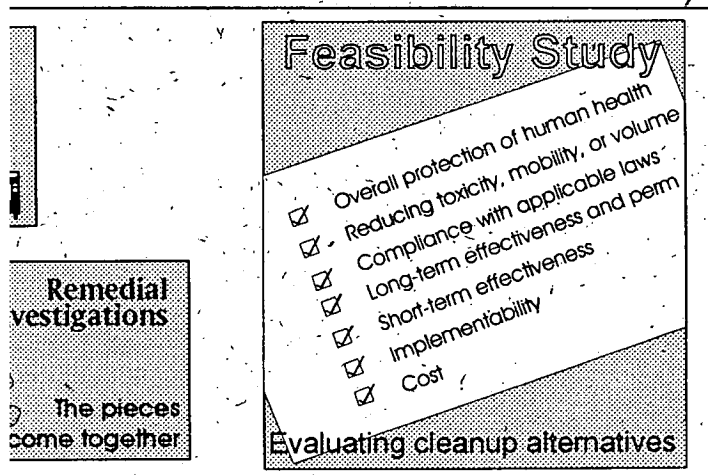 Feasibility Study
Overall protection of human health
Reducing toxicity, mobility, or volume
Compliance with applicable laws
Long-term effectiveness and perm
Short-term effectiveness
Implementability
Cost
Evaluating cleanup alternatives
Remedial
vestigations
The pieces
come together